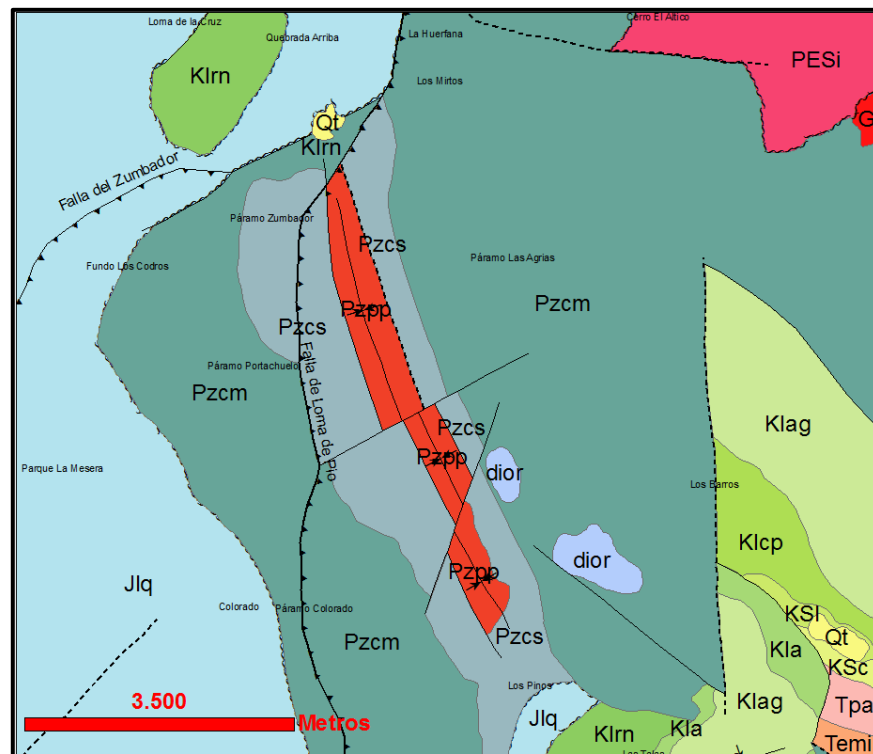 Loma de la Cruz
Cerro El Altico
Quebrada Arriba
La Huerfana
PESi
Klrn
Los Mirtos
G
Qt
Klrn
Falla del Zumbador
Páramo Zumbador
Pzcs
Páramo Las Agrias
Fundo Los Codros
Pzcm
Pzpp
Pzcs
Falla de Loma de Pio
Páramo Portachuelo
Pzcm
Klag
Pzcs
Pzpp
Parque La Mesera
dior
Los Barros
Klcp
dior
Pzpp
Jlq
KSl
Colorado
Páramo Colorado
Qt
Pzcs
Kla
Pzcm
KSc
Los Pinos
3.500
Metros
Jlq
Klrn
Kla
Klag
Tpa
Temj